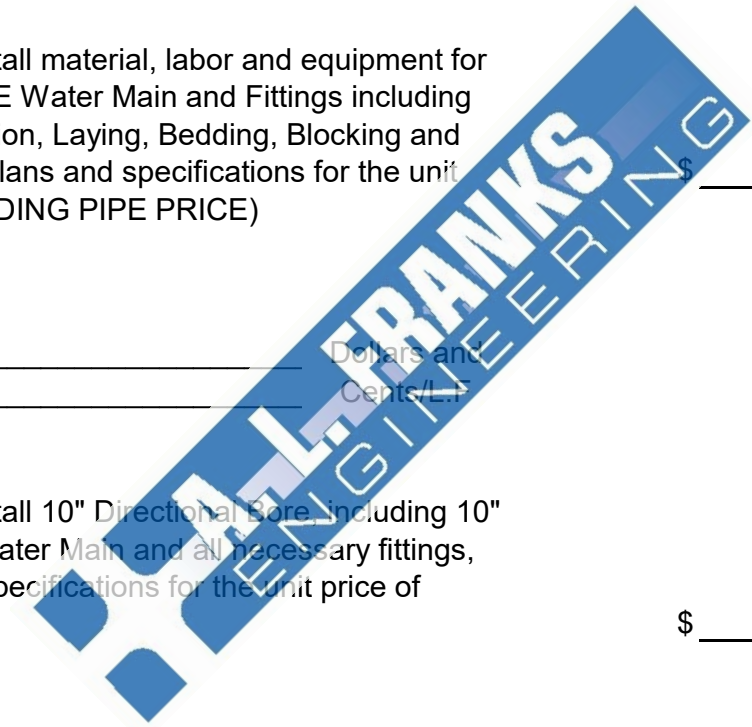 tall material, labor and equipment for
E Water Main and Fittings including
on, Laying, Bedding, Blocking and
lans and specifications for the unit
$
DING PIPE PRICE)
Dollars and
Cents/L.F
tall 10" Directional Bore, including 10"
ater Main and all necessary fittings,
pecifications for the unit price of
$
A. L. FRANKS
ENGINEERING